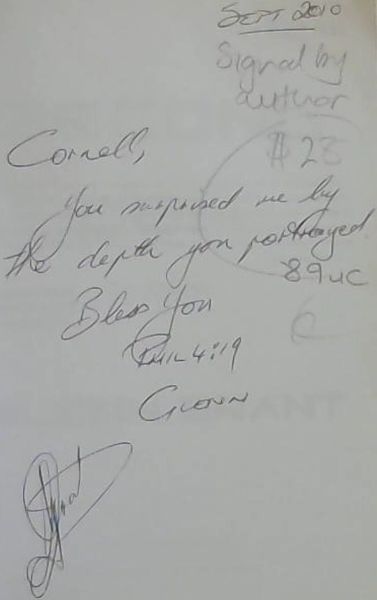 SEPT 2010
Signed by
author
Cornell,
$28
You surprised me by
the depth you portrayed.
89uc
Bless You
PHIL 4:19
GLENN